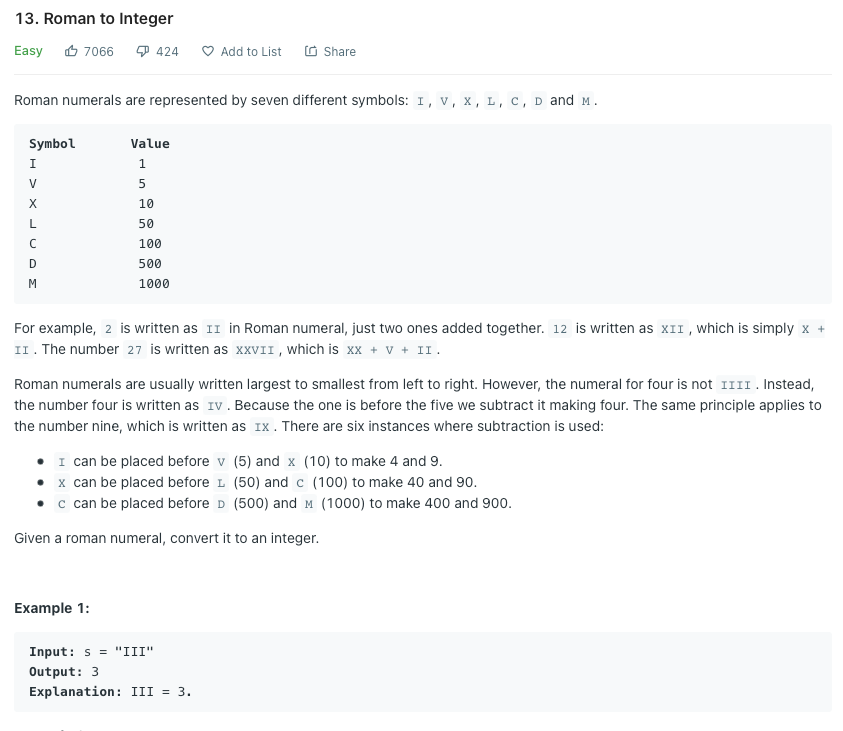 13. Roman to Integer
Easy 7066 424 Add to List Share
Roman numerals are represented by seven different symbols: I, V, X, L, C, D and M.
Symbol Value
I 1
V 5
X 10
L 50
C 100
D 500
M 1000
For example, 2 is written as II in Roman numeral, just two ones added together. 12 is written as XII, which is simply X +
II. The number 27 is written as XXVII, which is XX + V + II.
Roman numerals are usually written largest to smallest from left to right. However, the numeral for four is not IIII. Instead,
the number four is written as IV. Because the one is before the five we subtract it making four. The same principle applies to
the number nine, which is written as IX. There are six instances where subtraction is used:
• I can be placed before V (5) and X (10) to make 4 and 9.
• X can be placed before L (50) and C (100) to make 40 and 90.
• C can be placed before D (500) and M (1000) to make 400 and 900.
Given a roman numeral, convert it to an integer.
Example 1:
Input: s = "III"
Output: 3
Explanation: III = 3.